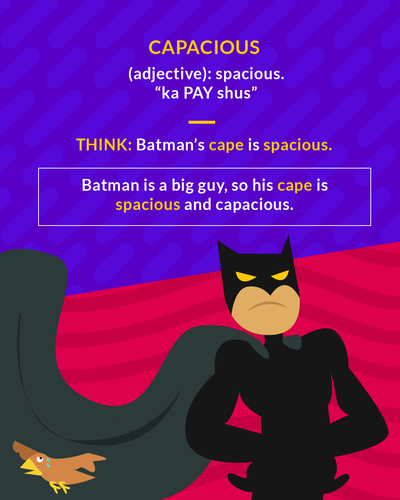 CAPACIOUS
(adjective): spacious.
“ka PAY shus”
THINK: Batman’s cape is spacious.
Batman is a big guy, so his cape is
spacious and capacious.